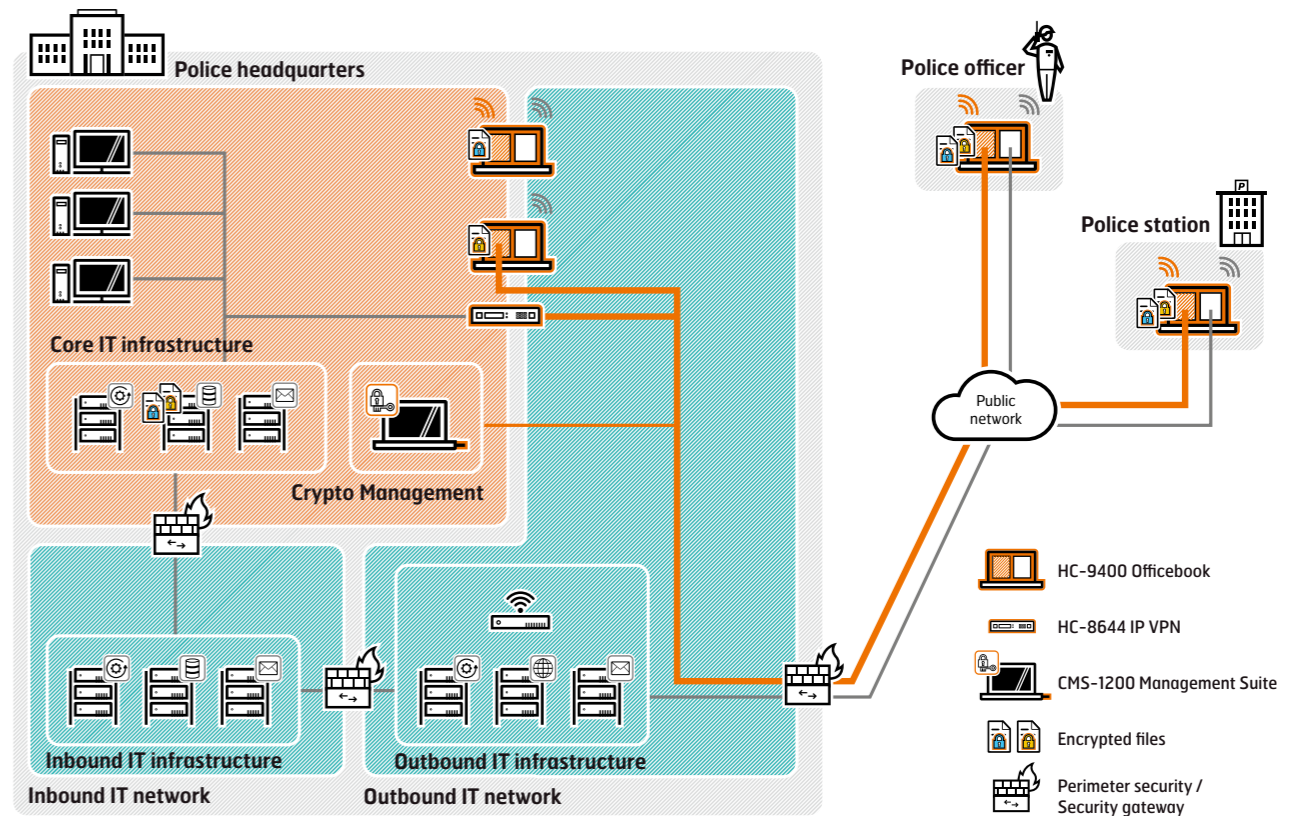 Police headquarters
Police officer
P
Police station
Core IT infrastructure
Public
network
Crypto Management
HC-9400 Officebook
HC-8644 IP VPN
CMS-1200 Management Suite
Encrypted files
Inbound IT infrastructure
Outbound IT infrastructure
Perimeter security /
Security gateway
Inbound IT network
Outbound IT network